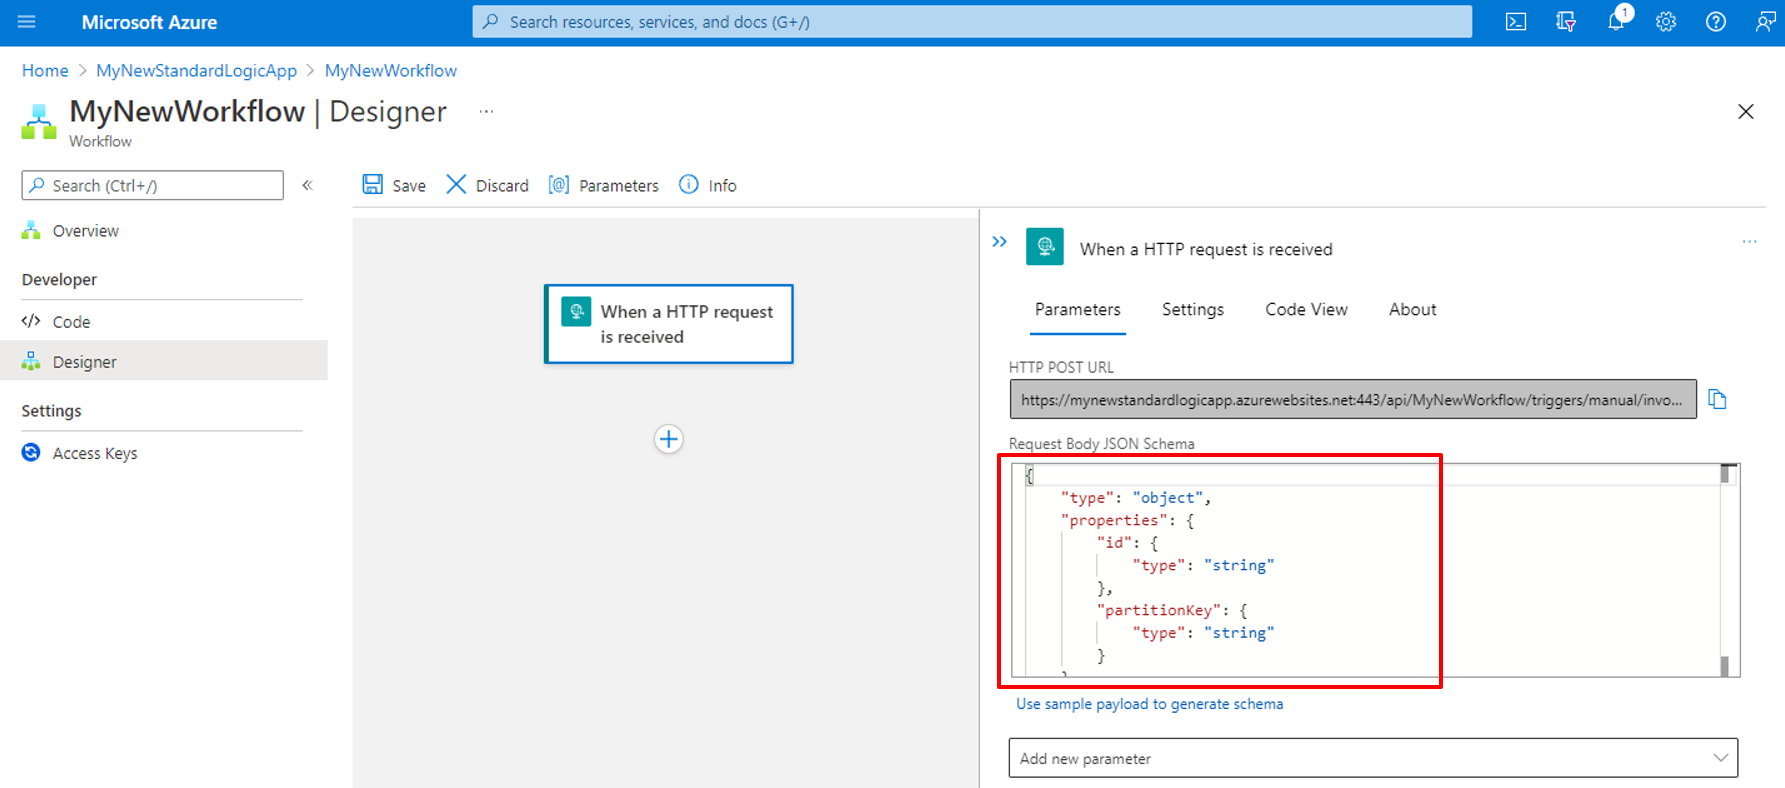 Microsoft Azure
Search resources, services, and docs (G+/)
1
Home > MyNewStandardLogicApp > MyNewWorkflow
MyNewWorkflow | Designer ...
Workflow
Search (Ctrl+/)
«
Save
Discard
[@] Parameters
Info
Overview
Developer
</> Code
Designer
Settings
Access Keys
When a HTTP request
is received
When a HTTP request is received
...
Parameters
Settings
Code View
About
HTTP POST URL
https://mynewstandardlogicapp.azurewebsites.net:443/api/MyNewWorkflow/triggers/manual/invo...
Request Body JSON Schema
{
"type": "object",
"properties": {
"id": {
"type": "string"
},
"partitionKey": {
"type": "string"
}
}
Use sample payload to generate schema
Add new parameter